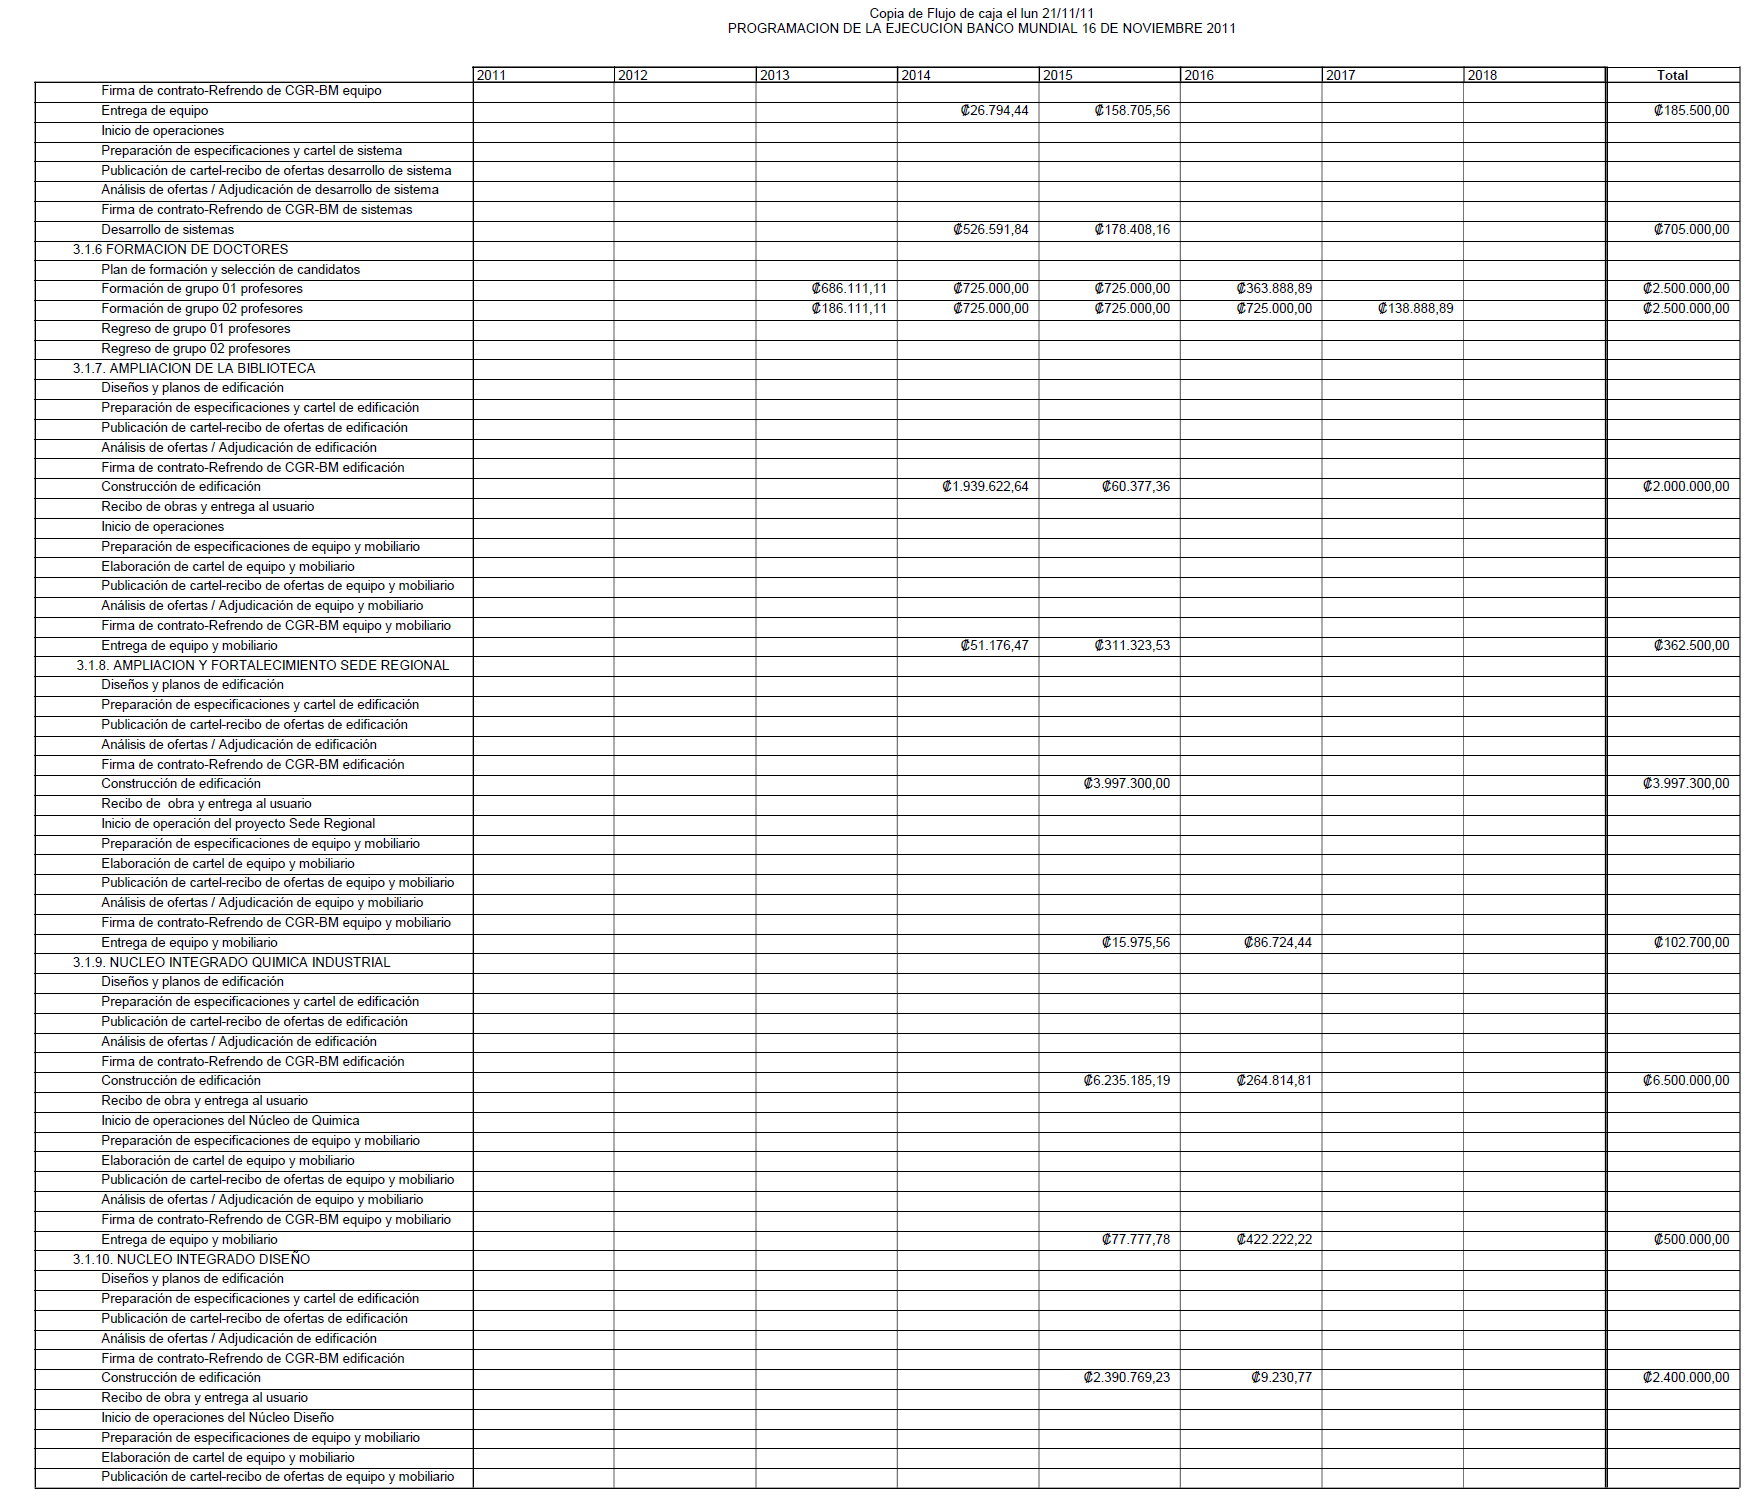 Copia de Flujo de caja el lun 21/11/11
PROGRAMACION DE LA EJECUCION BANCO MUNDIAL 16 DE NOVIEMBRE 2011
2011 2012 2013 2014 2015 2016 2017 2018 Total
Firma de contrato-Refrendo de CGR-BM equipo
Entrega de equipo ₡26.794,44 ₡158.705,56 ₡185.500,00
Inicio de operaciones
Preparación de especificaciones y cartel de sistema
Publicación de cartel-recibo de ofertas desarrollo de sistema
Análisis de ofertas / Adjudicación de desarrollo de sistema
Firma de contrato-Refrendo de CGR-BM de sistemas
Desarrollo de sistemas ₡526.591,84 ₡178.408,16 ₡705.000,00
3.1.6 FORMACION DE DOCTORES
Plan de formación y selección de candidatos
Formación de grupo 01 profesores ₡686.111,11 ₡725.000,00 ₡725.000,00 ₡363.888,89 ₡2.500.000,00
Formación de grupo 02 profesores ₡186.111,11 ₡725.000,00 ₡725.000,00 ₡725.000,00 ₡138.888,89 ₡2.500.000,00
Regreso de grupo 01 profesores
Regreso de grupo 02 profesores
3.1.7. AMPLIACION DE LA BIBLIOTECA
Diseños y planos de edificación
Preparación de especificaciones y cartel de edificación
Publicación de cartel-recibo de ofertas de edificación
Análisis de ofertas / Adjudicación de edificación
Firma de contrato-Refrendo de CGR-BM edificación
Construcción de edificación ₡1.939.622,64 ₡60.377,36 ₡2.000.000,00
Recibo de obras y entrega al usuario
Inicio de operaciones
Preparación de especificaciones de equipo y mobiliario
Elaboración de cartel de equipo y mobiliario
Publicación de cartel-recibo de ofertas de equipo y mobiliario
Análisis de ofertas / Adjudicación de equipo y mobiliario
Firma de contrato-Refrendo de CGR-BM equipo y mobiliario
Entrega de equipo y mobiliario ₡51.176,47 ₡311.323,53 ₡362.500,00
3.1.8. AMPLIACION Y FORTALECIMIENTO SEDE REGIONAL
Diseños y planos de edificación
Preparación de especificaciones y cartel de edificación
Publicación de cartel-recibo de ofertas de edificación
Análisis de ofertas / Adjudicación de edificación
Firma de contrato-Refrendo de CGR-BM edificación
Construcción de edificación ₡3.997.300,00 ₡3.997.300,00
Recibo de obra y entrega al usuario
Inicio de operación del proyecto Sede Regional
Preparación de especificaciones de equipo y mobiliario
Elaboración de cartel de equipo y mobiliario
Publicación de cartel-recibo de ofertas de equipo y mobiliario
Análisis de ofertas / Adjudicación de equipo y mobiliario
Firma de contrato-Refrendo de CGR-BM equipo y mobiliario
Entrega de equipo y mobiliario ₡15.975,56 ₡86.724,44 ₡102.700,00
3.1.9. NUCLEO INTEGRADO QUIMICA INDUSTRIAL
Diseños y planos de edificación
Preparación de especificaciones y cartel de edificación
Publicación de cartel-recibo de ofertas de edificación
Análisis de ofertas / Adjudicación de edificación
Firma de contrato-Refrendo de CGR-BM edificación
Construcción de edificación ₡6.235.185,19 ₡264.814,81 ₡6.500.000,00
Recibo de obra y entrega al usuario
Inicio de operaciones del Núcleo de Quimica
Preparación de especificaciones de equipo y mobiliario
Elaboración de cartel de equipo y mobiliario
Publicación de cartel-recibo de ofertas de equipo y mobiliario
Análisis de ofertas / Adjudicación de equipo y mobiliario
Firma de contrato-Refrendo de CGR-BM equipo y mobiliario
Entrega de equipo y mobiliario ₡77.777,78 ₡422.222,22 ₡500.000,00
3.1.10. NUCLEO INTEGRADO DISEÑO
Diseños y planos de edificación
Preparación de especificaciones y cartel de edificación
Publicación de cartel-recibo de ofertas de edificación
Análisis de ofertas / Adjudicación de edificación
Firma de contrato-Refrendo de CGR-BM edificación
Construcción de edificación ₡2.390.769,23 ₡9.230,77 ₡2.400.000,00
Recibo de obra y entrega al usuario
Inicio de operaciones del Núcleo Diseño
Preparación de especificaciones de equipo y mobiliario
Elaboración de cartel de equipo y mobiliario
Publicación de cartel-recibo de ofertas de equipo y mobiliario